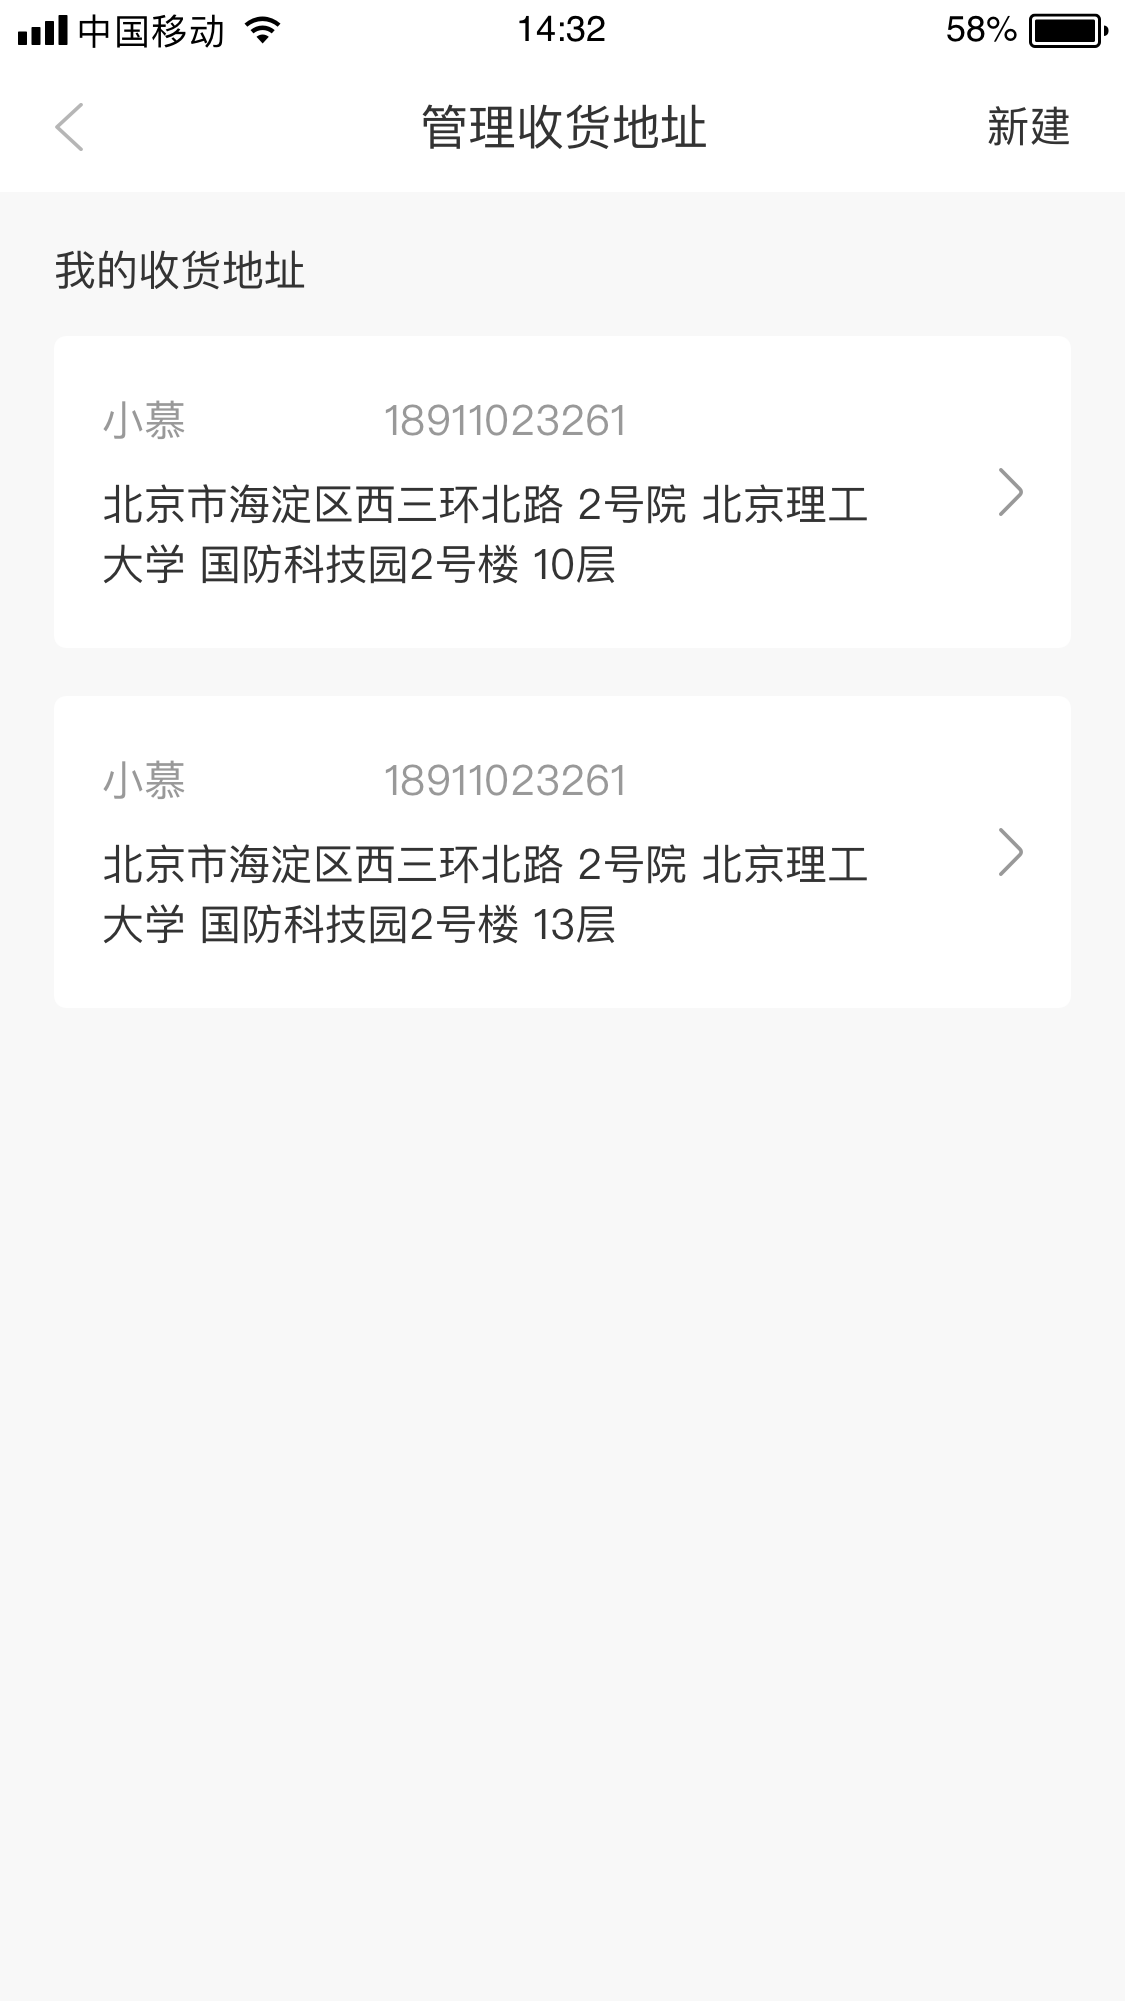 中国移动 14:32 58%
管理收货地址 新建
我的收货地址
小慕 18911023261
北京市海淀区西三环北路 2号院 北京理工
大学 国防科技园2号楼 10层
小慕 18911023261
北京市海淀区西三环北路 2号院 北京理工
大学 国防科技园2号楼 13层